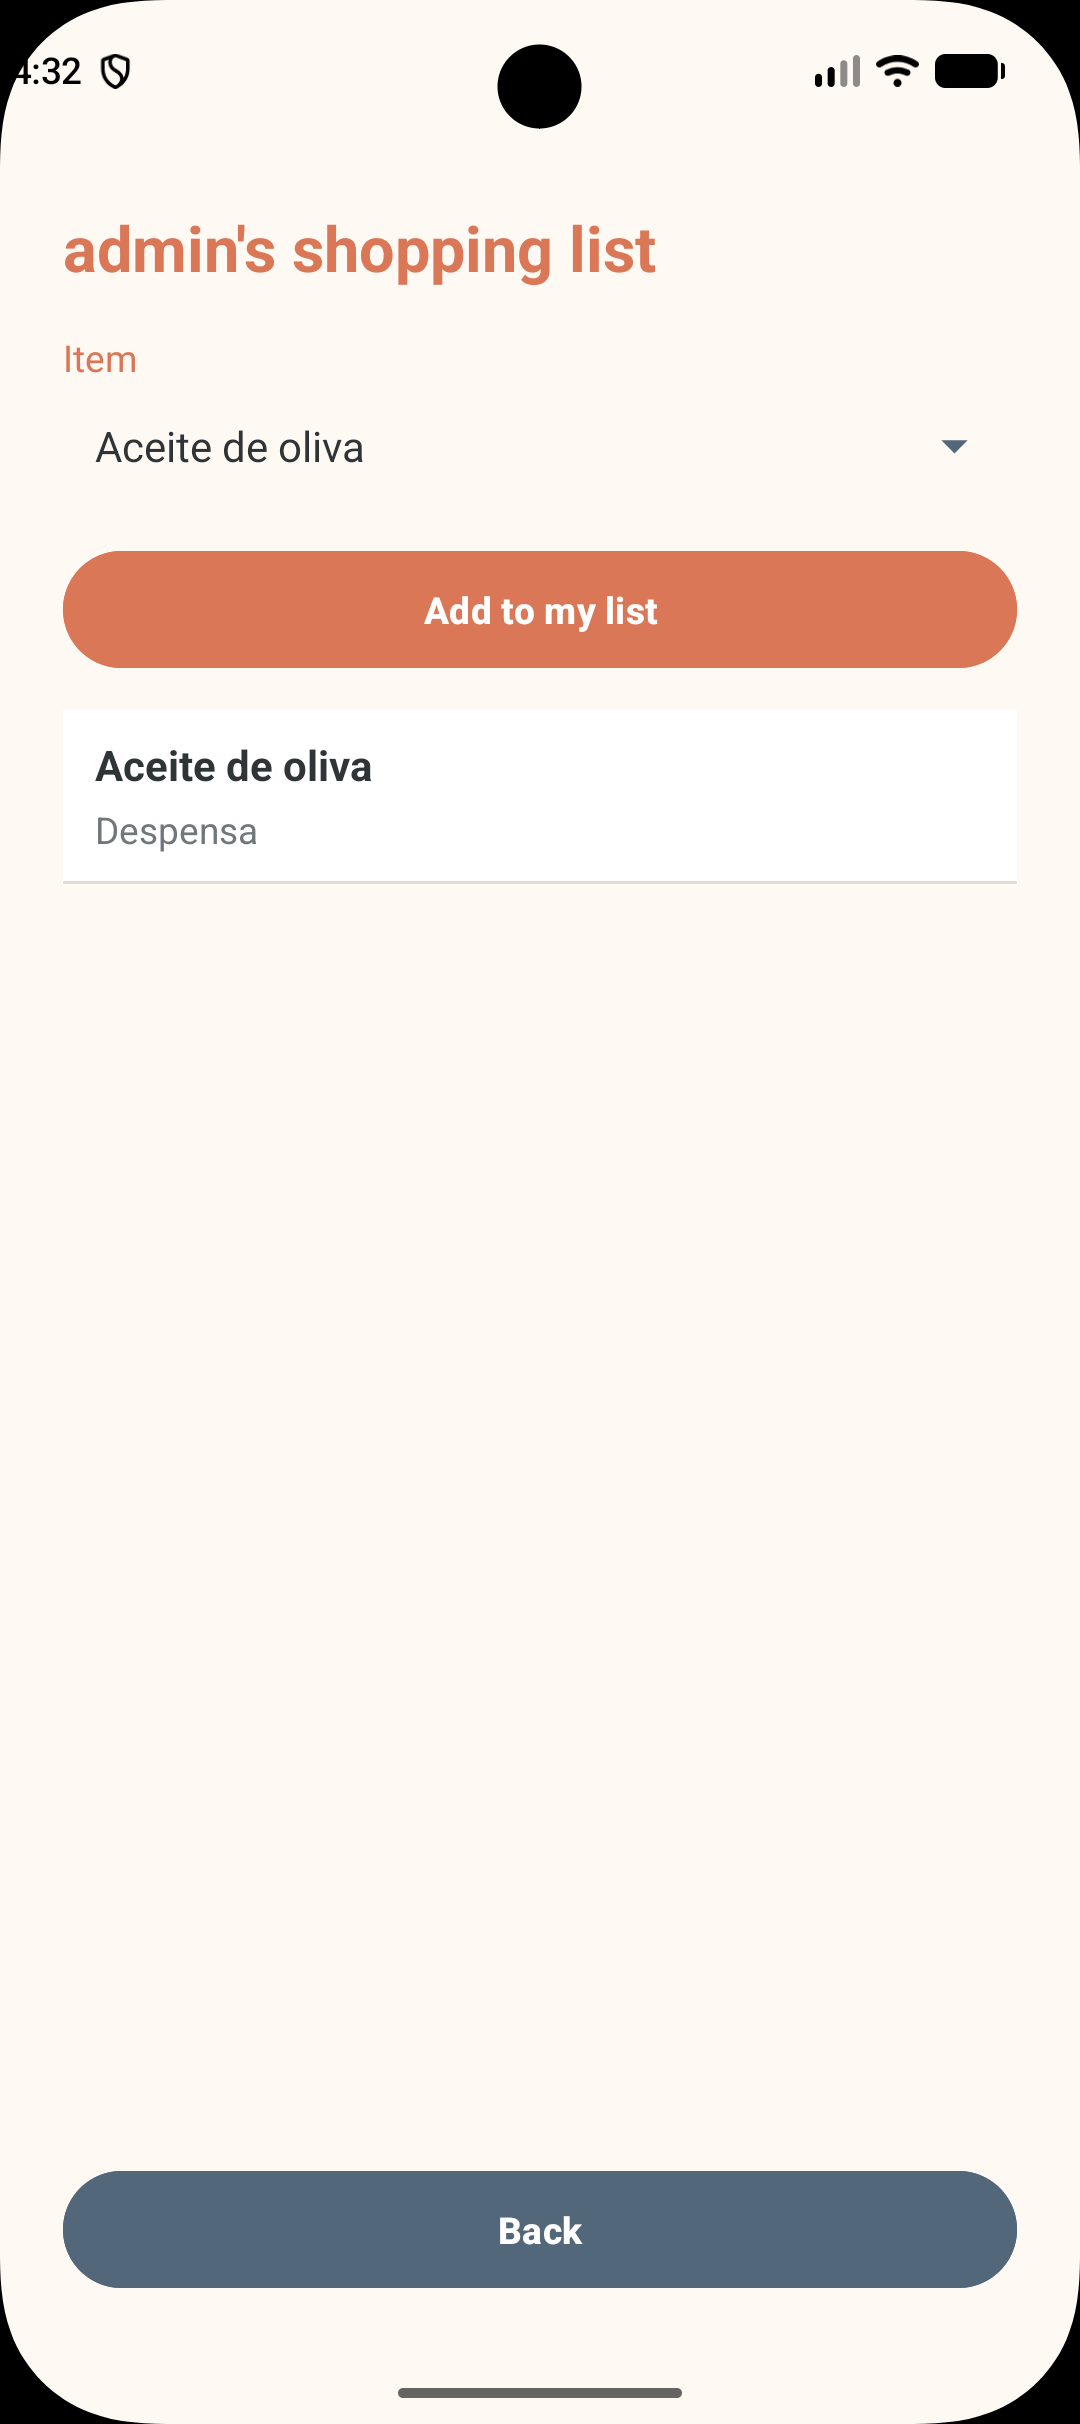 4:32
admin's shopping list
Item
Aceite de oliva
Add to my list
Aceite de oliva
Despensa
Back